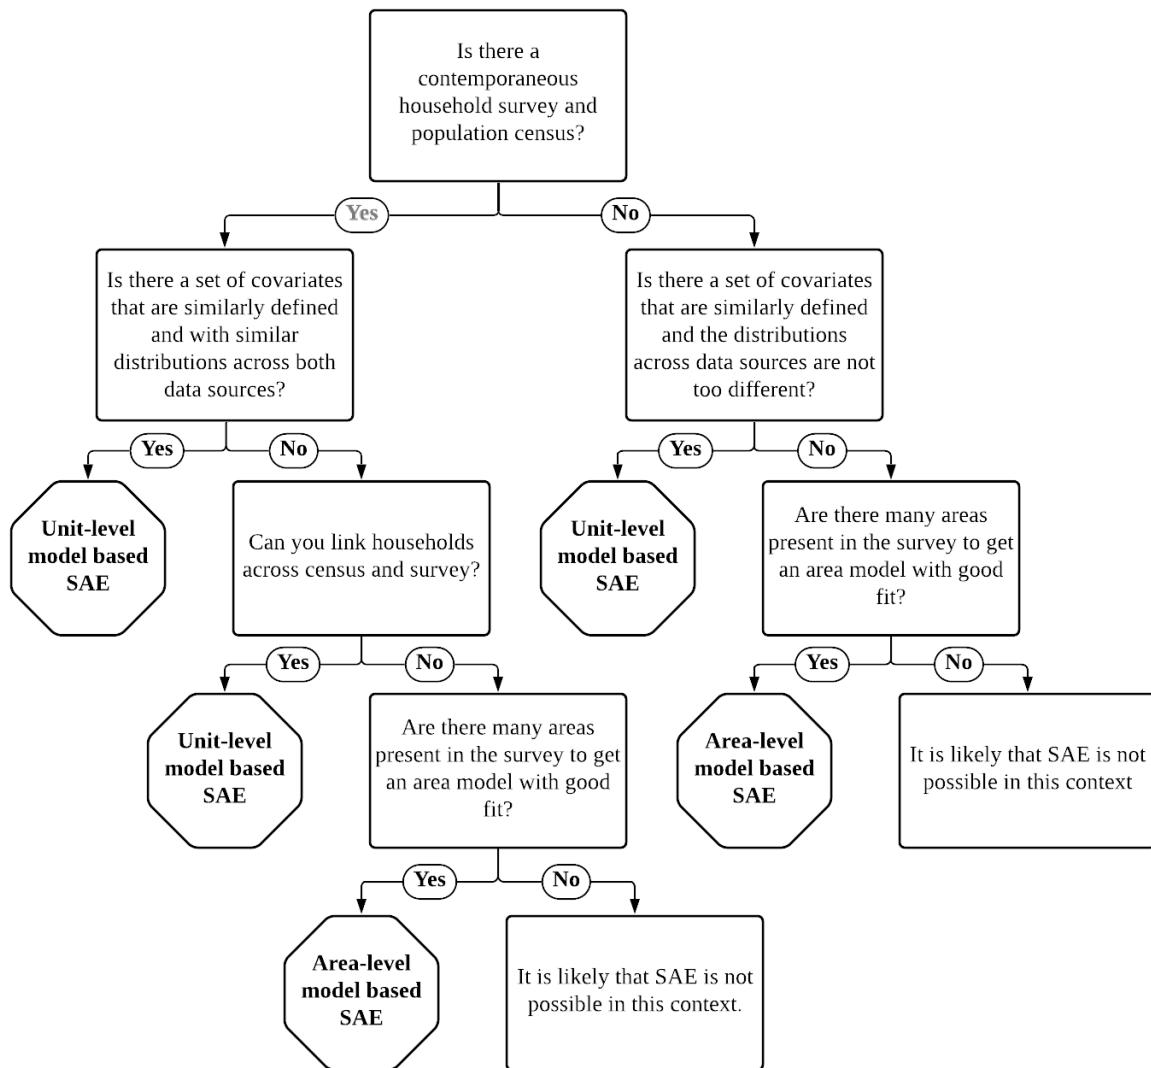 Is there a
contemporaneous
household survey and
population census?
Yes
No
Is there a set of covariates
that are similarly defined
and with similar
distributions across both
data sources?
Is there a set of covariates
that are similarly defined
and the distributions
across data sources are not
too different?
Yes
No
Yes
No
Unit-level
model based
SAE
Can you link households
across census and survey?
Unit-level
model based
SAE
Are there many areas
present in the survey to get
an area model with good
fit?
Yes
No
Yes
No
Unit-level
model based
SAE
Are there many areas
present in the survey to get
an area model with good
fit?
Area-level
model based
SAE
It is likely that SAE is not
possible in this context
Yes
No
Area-level
model based
SAE
It is likely that SAE is not
possible in this context.